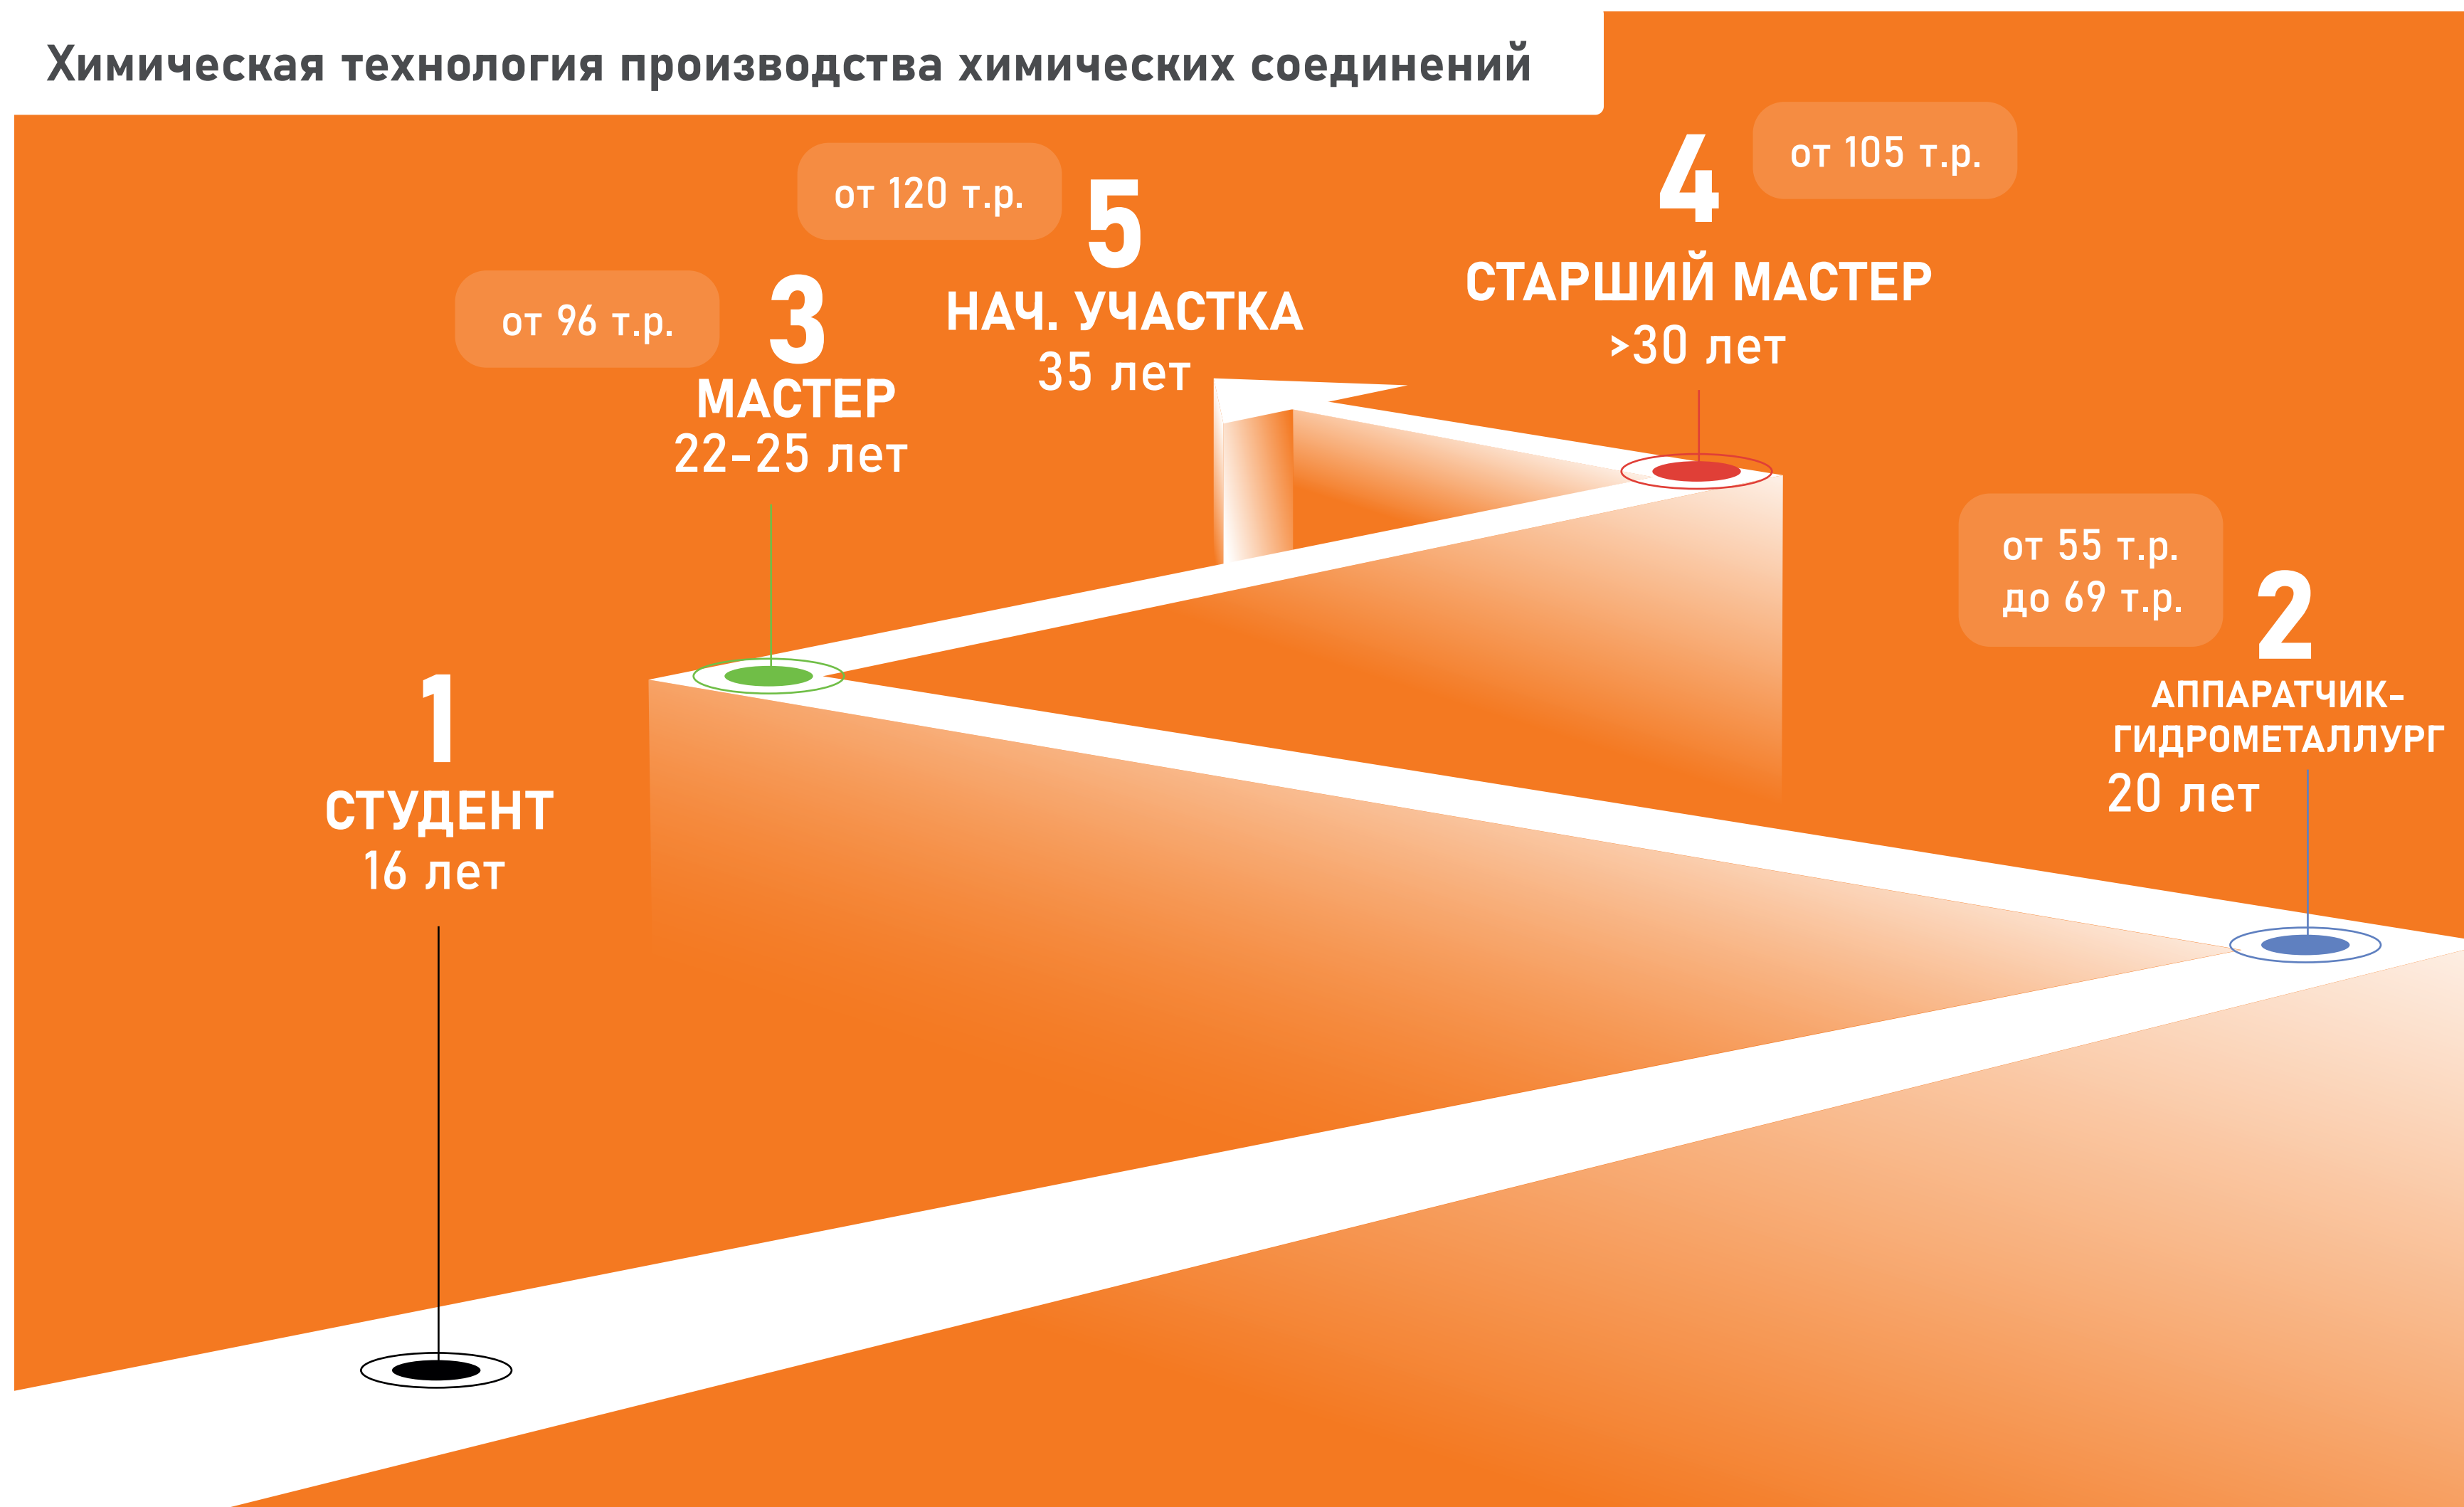 Химическая технология производства химических соединений
1
СТУДЕНТ
16 лет
от 55 т.р.
до 69 т.р.
2
АППАРАТЧИК-
ГИДРОМЕТАЛЛУРГ
20 лет
от 96 т.р.
3
МАСТЕР
22-25 лет
4
от 105 т.р.
СТАРШИЙ МАСТЕР
>30 лет
от 120 т.р.
5
НАЧ. УЧАСТКА
35 лет